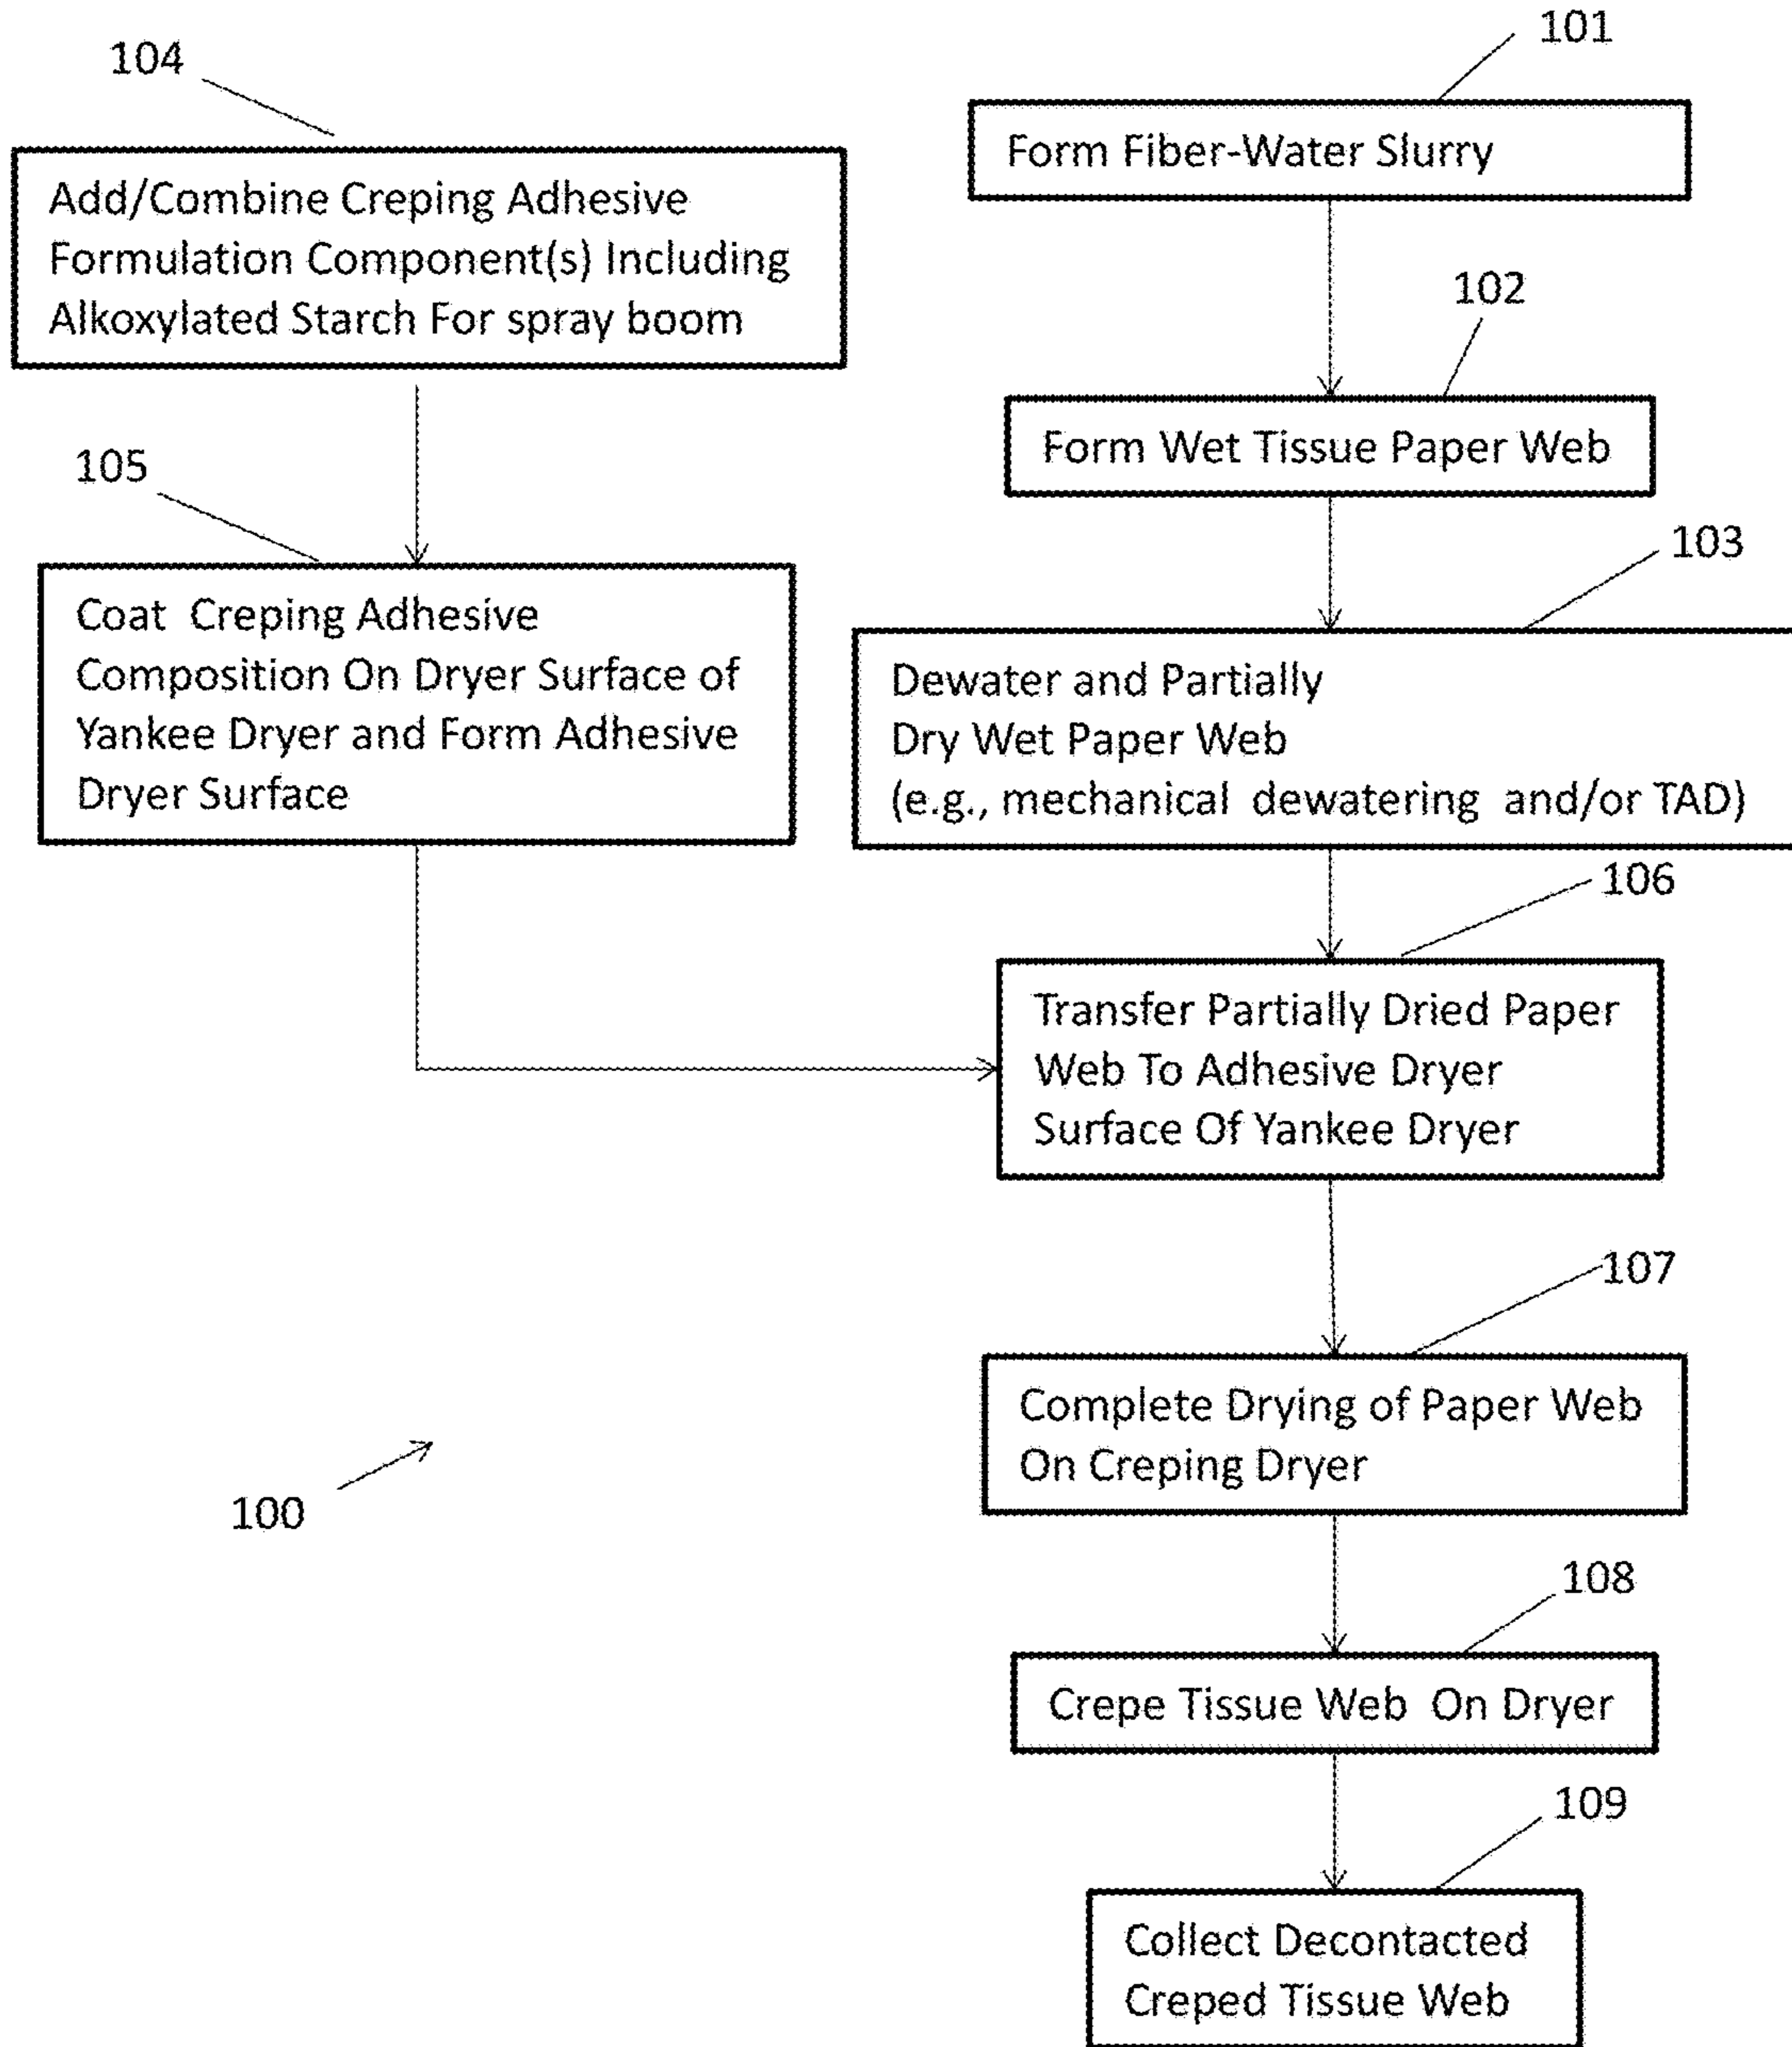 101
Form Fiber-Water Slurry
104
Add/Combine Creping Adhesive
Formulation Component(s) Including
Alkoxylated Starch For spray boom
102
Form Wet Tissue Paper Web
105
Coat Creping Adhesive
Composition On Dryer Surface of
Yankee Dryer and Form Adhesive
Dryer Surface
103
Dewater and Partially
Dry Wet Paper Web
(e.g., mechanical dewatering and/or TAD)
106
Transfer Partially Dried Paper
Web To Adhesive Dryer
Surface Of Yankee Dryer
107
Complete Drying of Paper Web
On Creping Dryer
100
108
Crepe Tissue Web On Dryer
109
Collect Decontacted
Creped Tissue Web